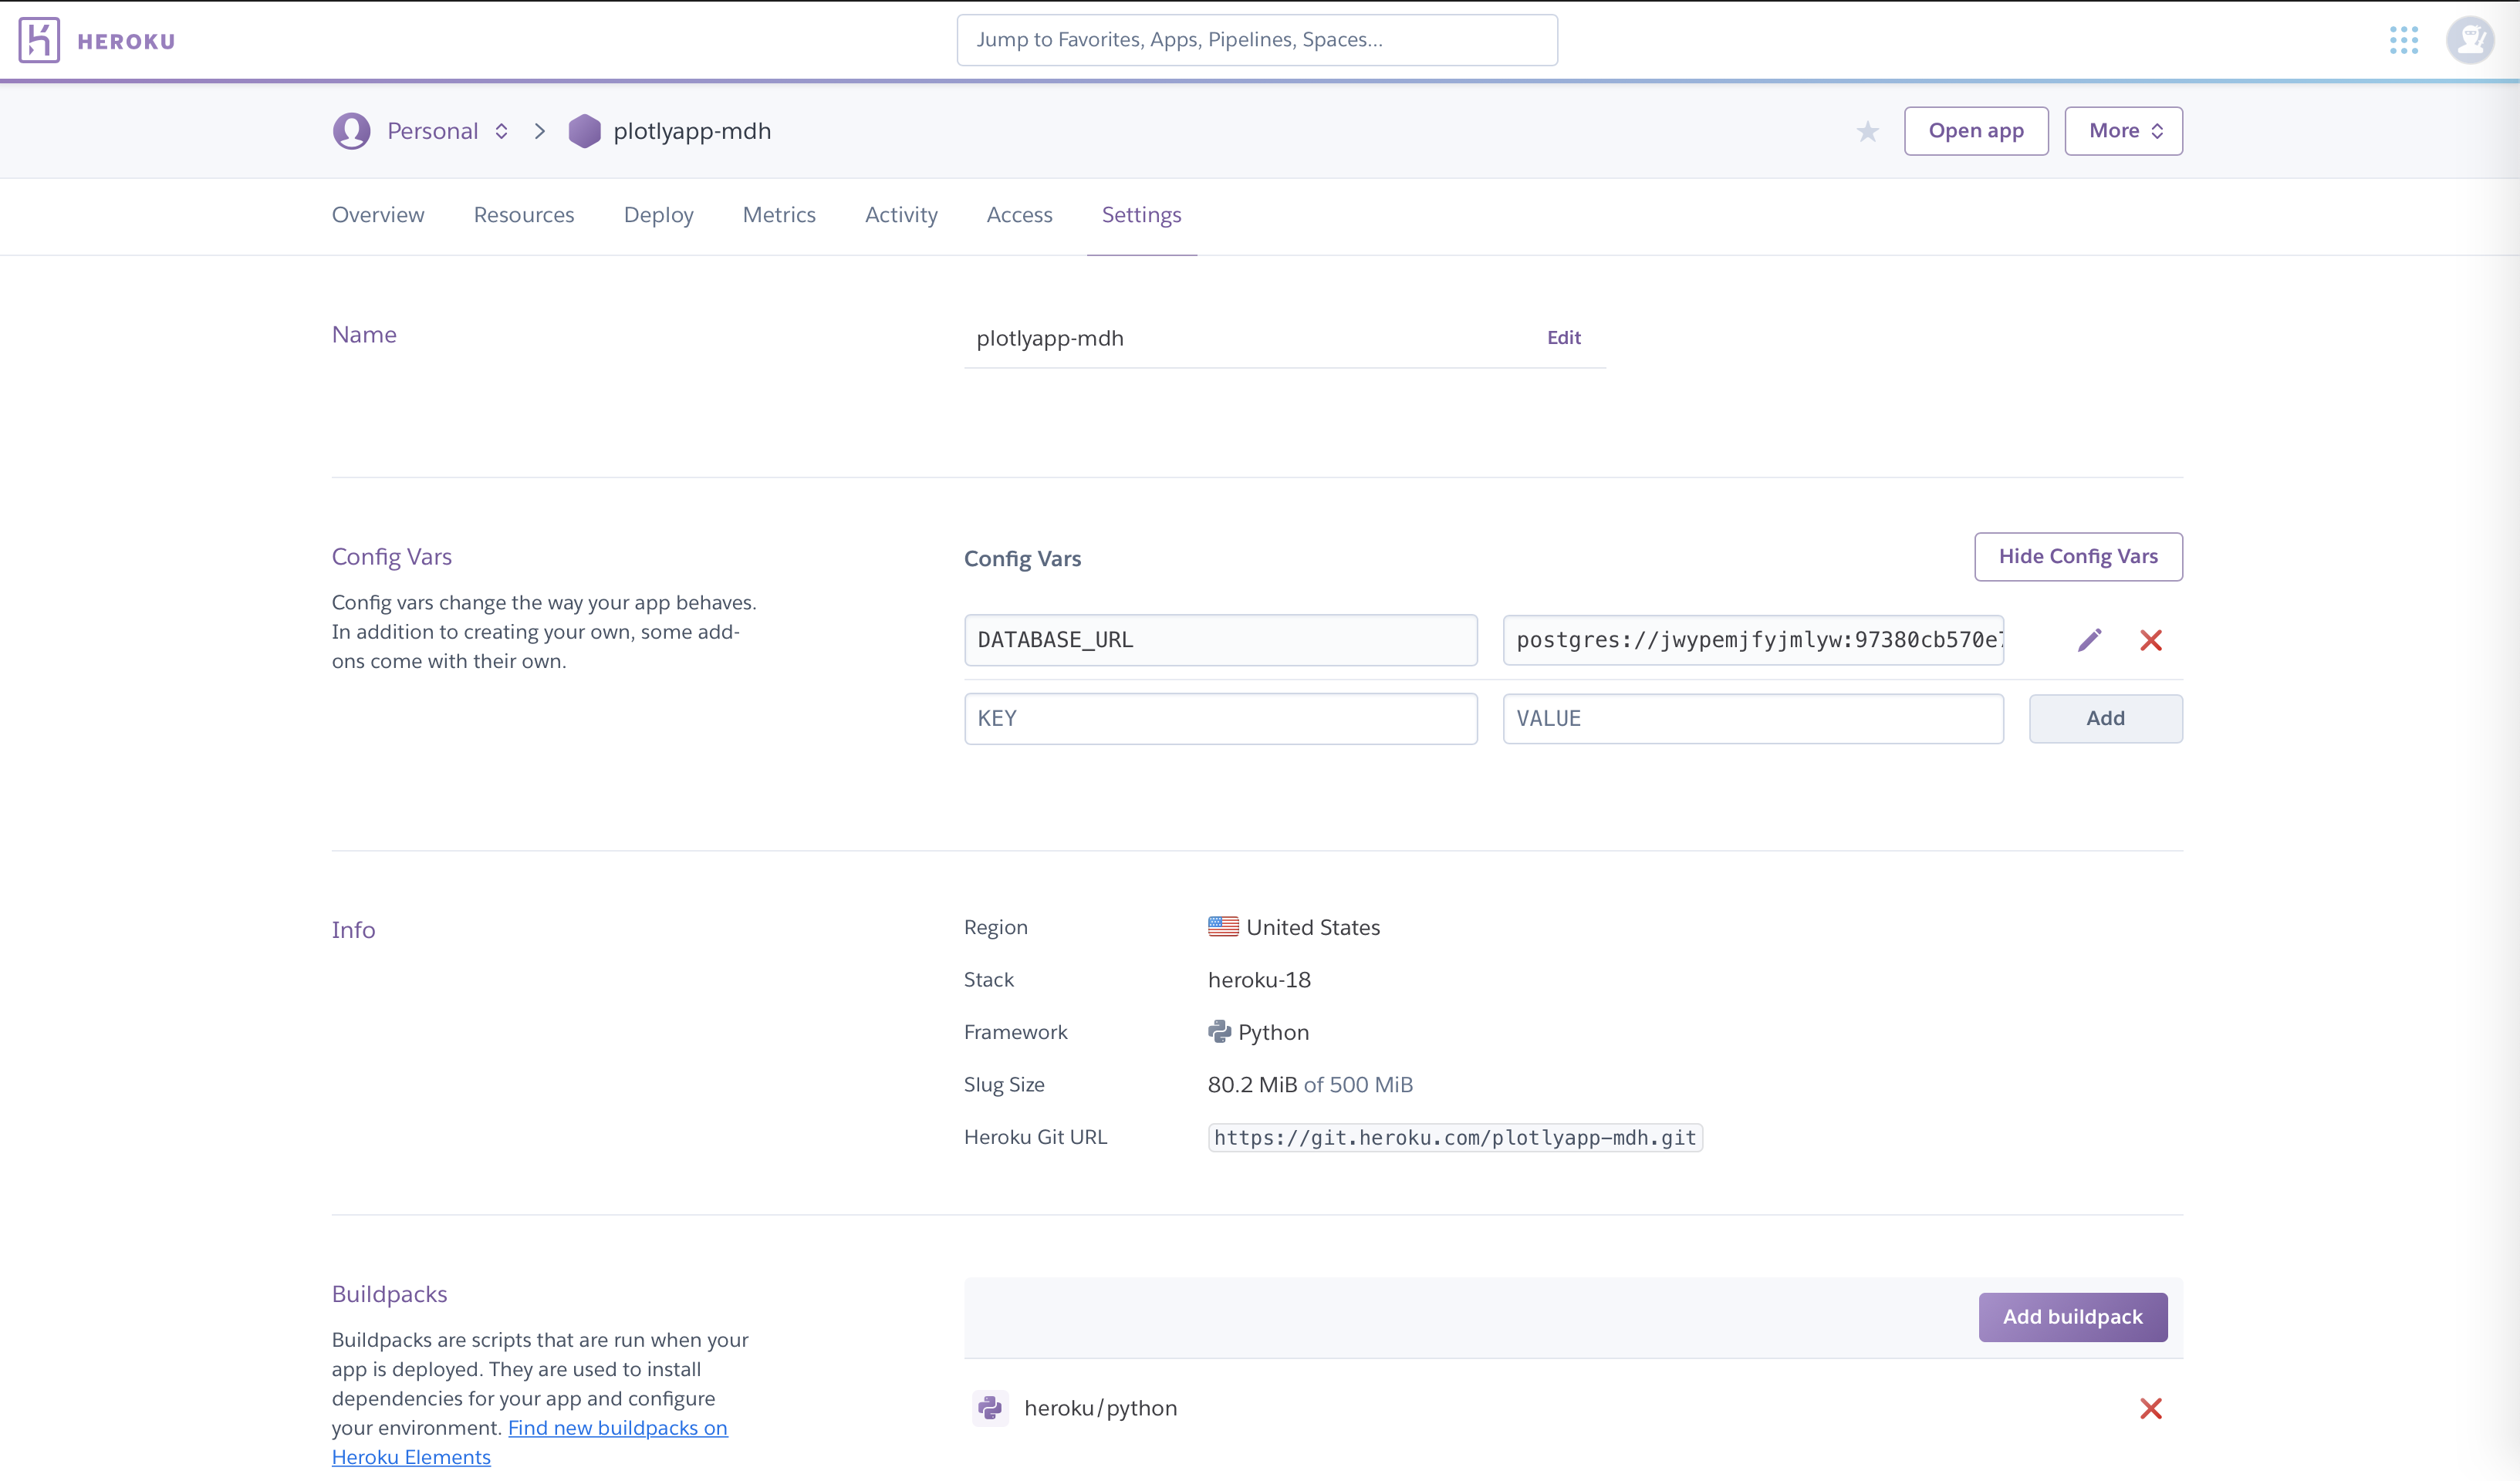 HEROKU
Jump to Favorites, Apps, Pipelines, Spaces...
Personal
plotlyapp-mdh
Open app
More
Overview
Resources
Deploy
Metrics
Activity
Access
Settings
Name
plotlyapp-mdh
Edit
Config Vars
Config vars change the way your app behaves.
In addition to creating your own, some add-
ons come with their own.
Config Vars
Hide Config Vars
DATABASE_URL
postgres://jwypemjfyjmlyw:97380cb570e7
KEY
VALUE
Add
Info
Region
United States
Stack
heroku-18
Framework
Python
Slug Size
80.2 MiB of 500 MiB
Heroku Git URL
https://git.heroku.com/plotlyapp-mdh.git
Buildpacks
Buildpacks are scripts that are run when your
app is deployed. They are used to install
dependencies for your app and configure
your environment. Find new buildpacks on
Heroku Elements
Add buildpack
heroku/python